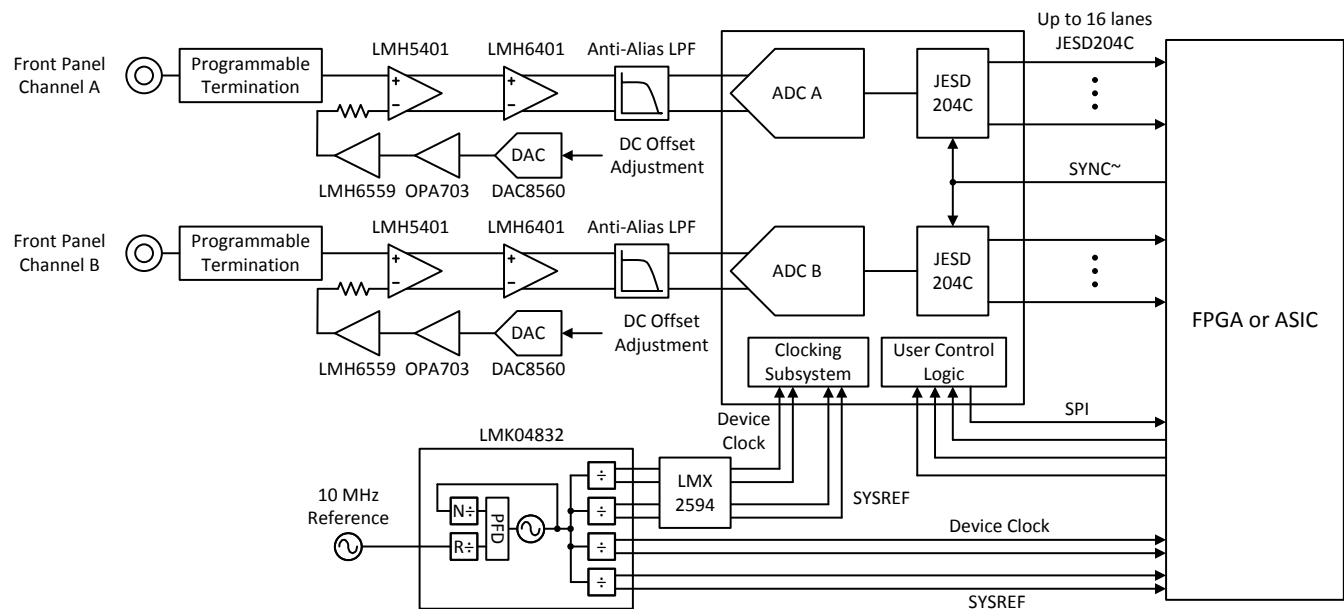 Up to 16 lanes
JESD204C
LMH5401
LMH6401
Anti-Alias LPF
Front Panel
Channel A
Programmable
Termination
+
−
ADC A
JESD
204C
DAC
DC Offset
Adjustment
LMH6559
OPA703
DAC8560
SYNC~
LMH5401
LMH6401
Anti-Alias LPF
Front Panel
Channel B
Programmable
Termination
+
−
ADC B
JESD
204C
DAC
DC Offset
Adjustment
LMH6559
OPA703
DAC8560
FPGA or ASIC
Clocking
Subsystem
User Control
Logic
SPI
Device
Clock
LMK04832
10 MHz
Reference
N÷
R÷
PFD
÷
÷
÷
÷
LMX
2594
SYSREF
Device Clock
SYSREF